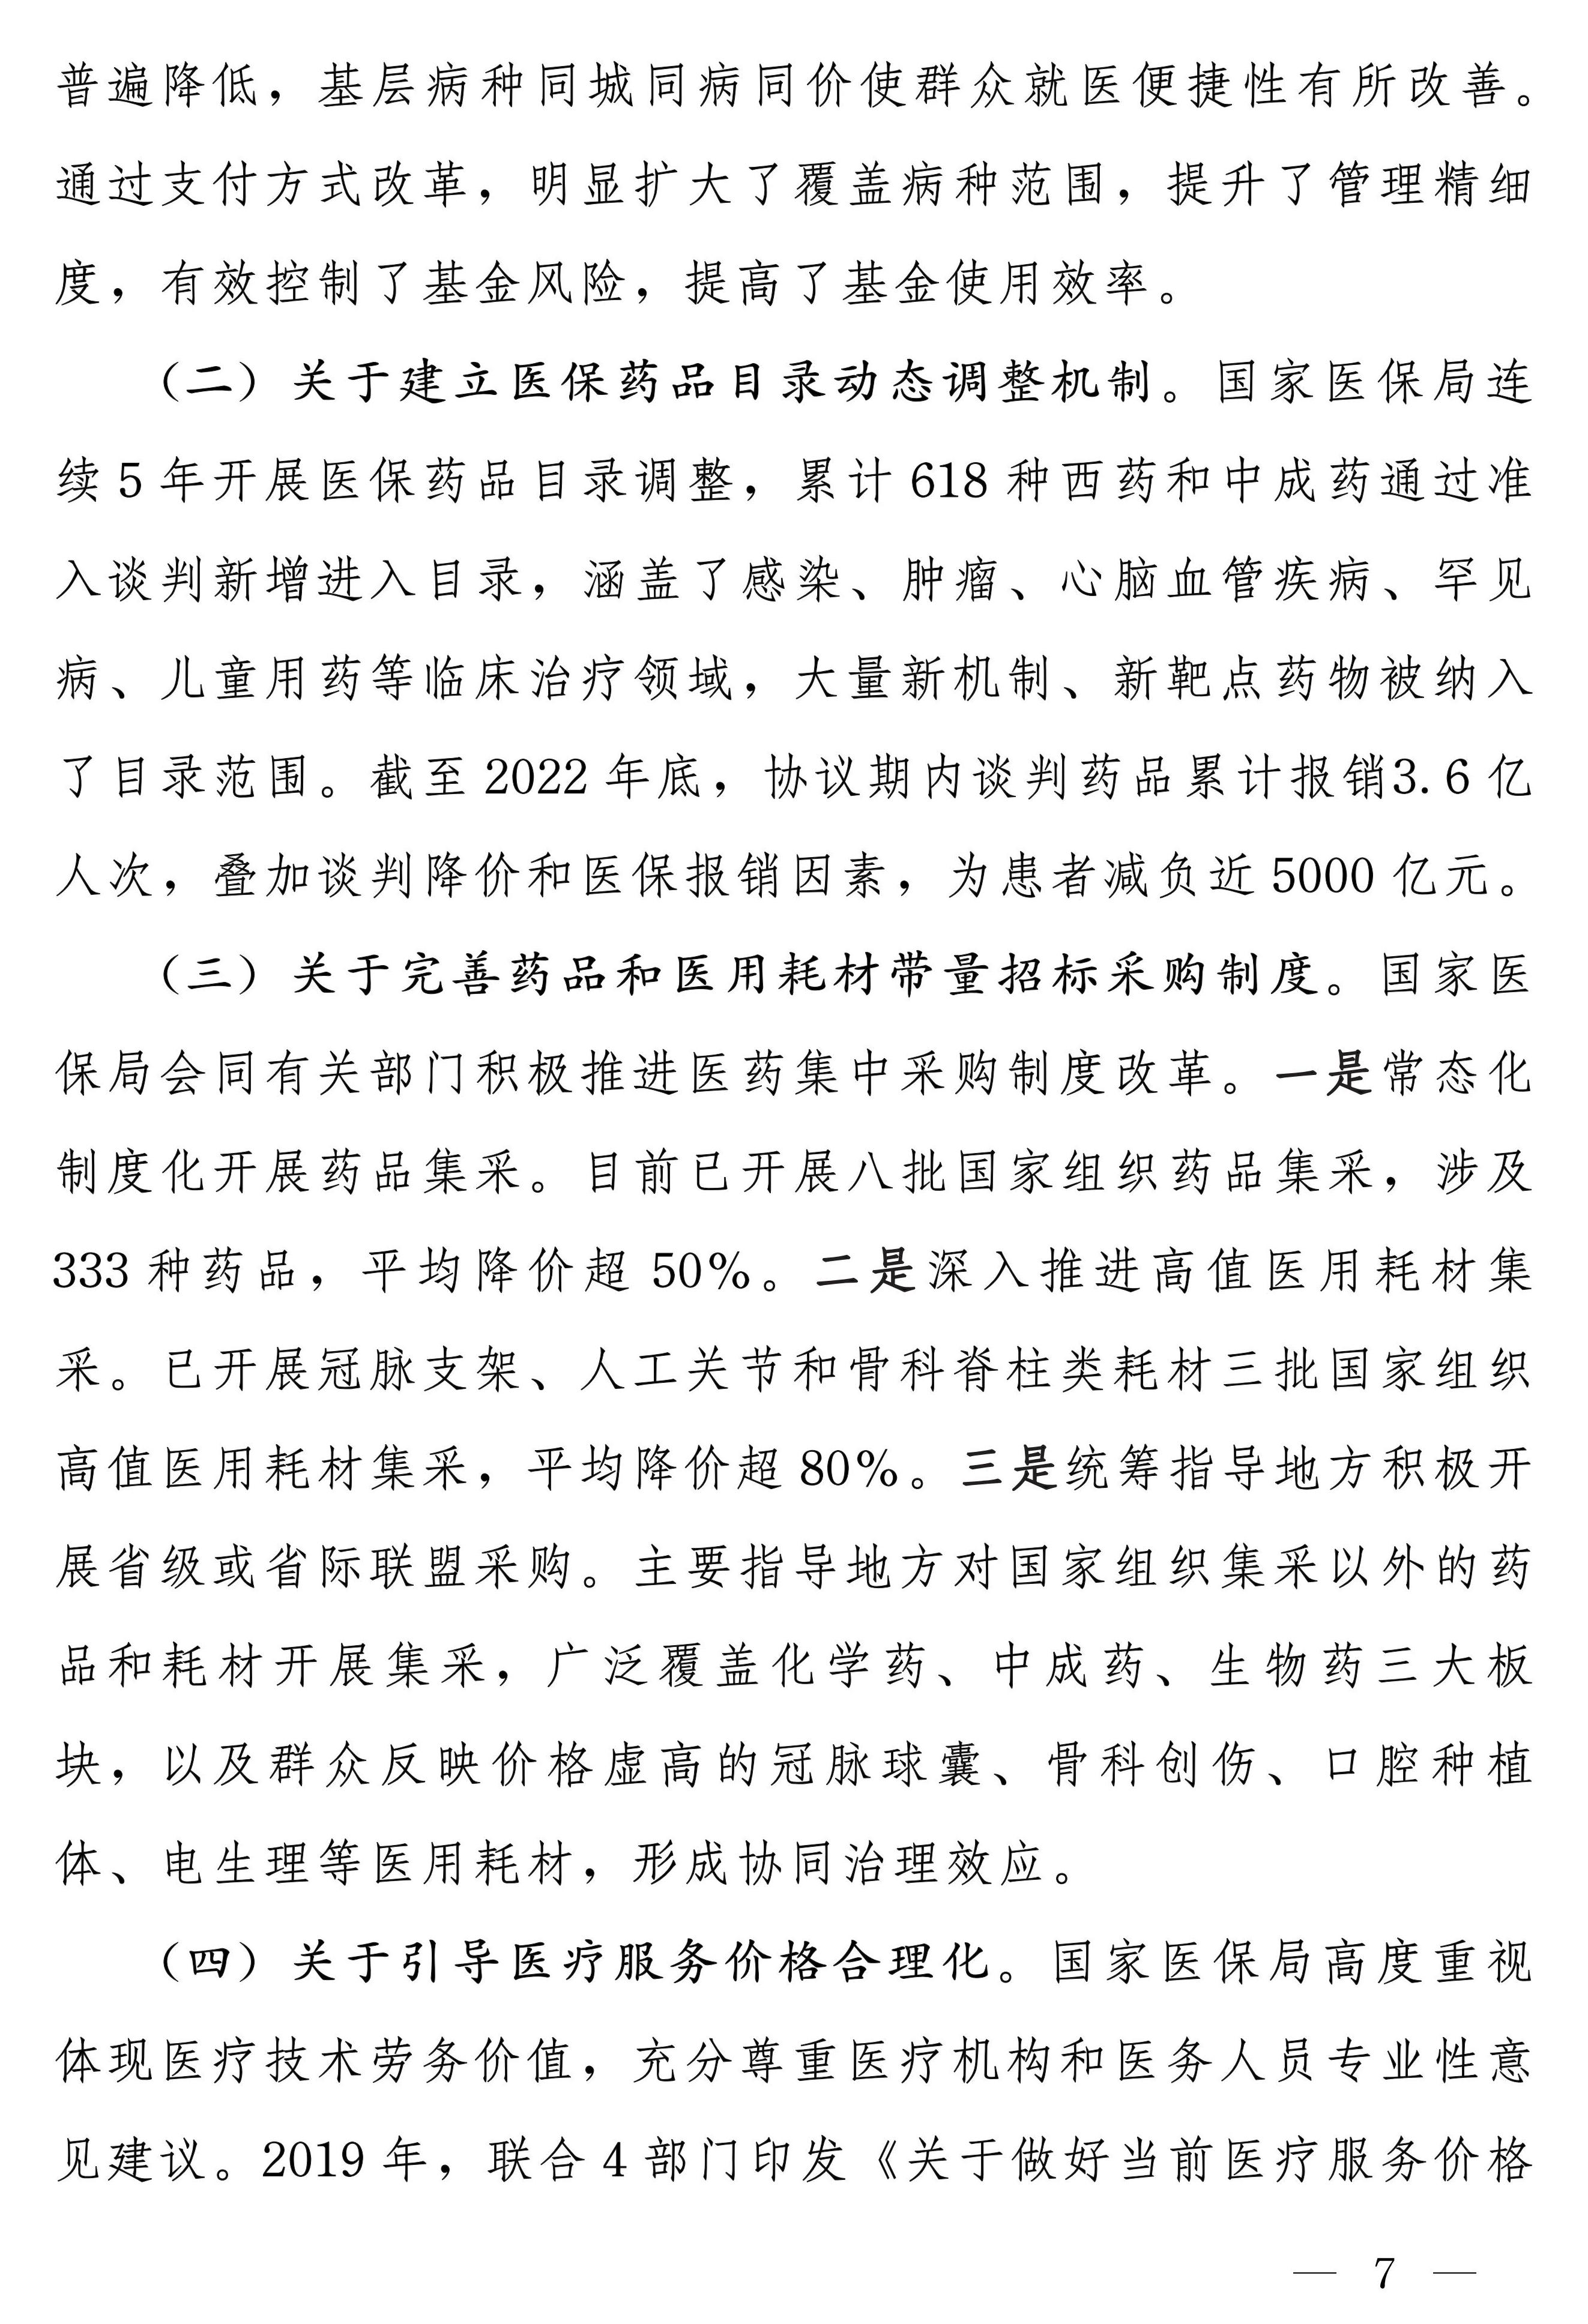 普遍降低，基层病种同城同病同价使群众就医便捷性有所改善。
通过支付方式改革，明显扩大了覆盖病种范围，提升了管理精细
度，有效控制了基金风险，提高了基金使用效率。
（二）关于建立医保药品目录动态调整机制。国家医保局连
续 5 年开展医保药品目录调整，累计 618 种西药和中成药通过准
入谈判新增进入目录，涵盖了感染、肿瘤、心脑血管疾病、罕见
病、儿童用药等临床治疗领域，大量新机制、新靶点药物被纳入
了目录范围。截至 2022 年底，协议期内谈判药品累计报销3.6 亿
人次，叠加谈判降价和医保报销因素，为患者减负近 5000 亿元。
（三）关于完善药品和医用耗材带量招标采购制度。国家医
保局会同有关部门积极推进医药集中采购制度改革。一是常态化
制度化开展药品集采。目前已开展八批国家组织药品集采，涉及
333 种药品，平均降价超 50%。二是深入推进高值医用耗材集
采。已开展冠脉支架、人工关节和骨科脊柱类耗材三批国家组织
高值医用耗材集采，平均降价超 80%。三是统筹指导地方积极开
展省级或省际联盟采购。主要指导地方对国家组织集采以外的药
品和耗材开展集采，广泛覆盖化学药、中成药、生物药三大板
块，以及群众反映价格虚高的冠脉球囊、骨科创伤、口腔种植
体、电生理等医用耗材，形成协同治理效应。
（四）关于引导医疗服务价格合理化。国家医保局高度重视
体现医疗技术劳务价值，充分尊重医疗机构和医务人员专业性意
见建议。2019 年，联合 4 部门印发《关于做好当前医疗服务价格
— 7 —